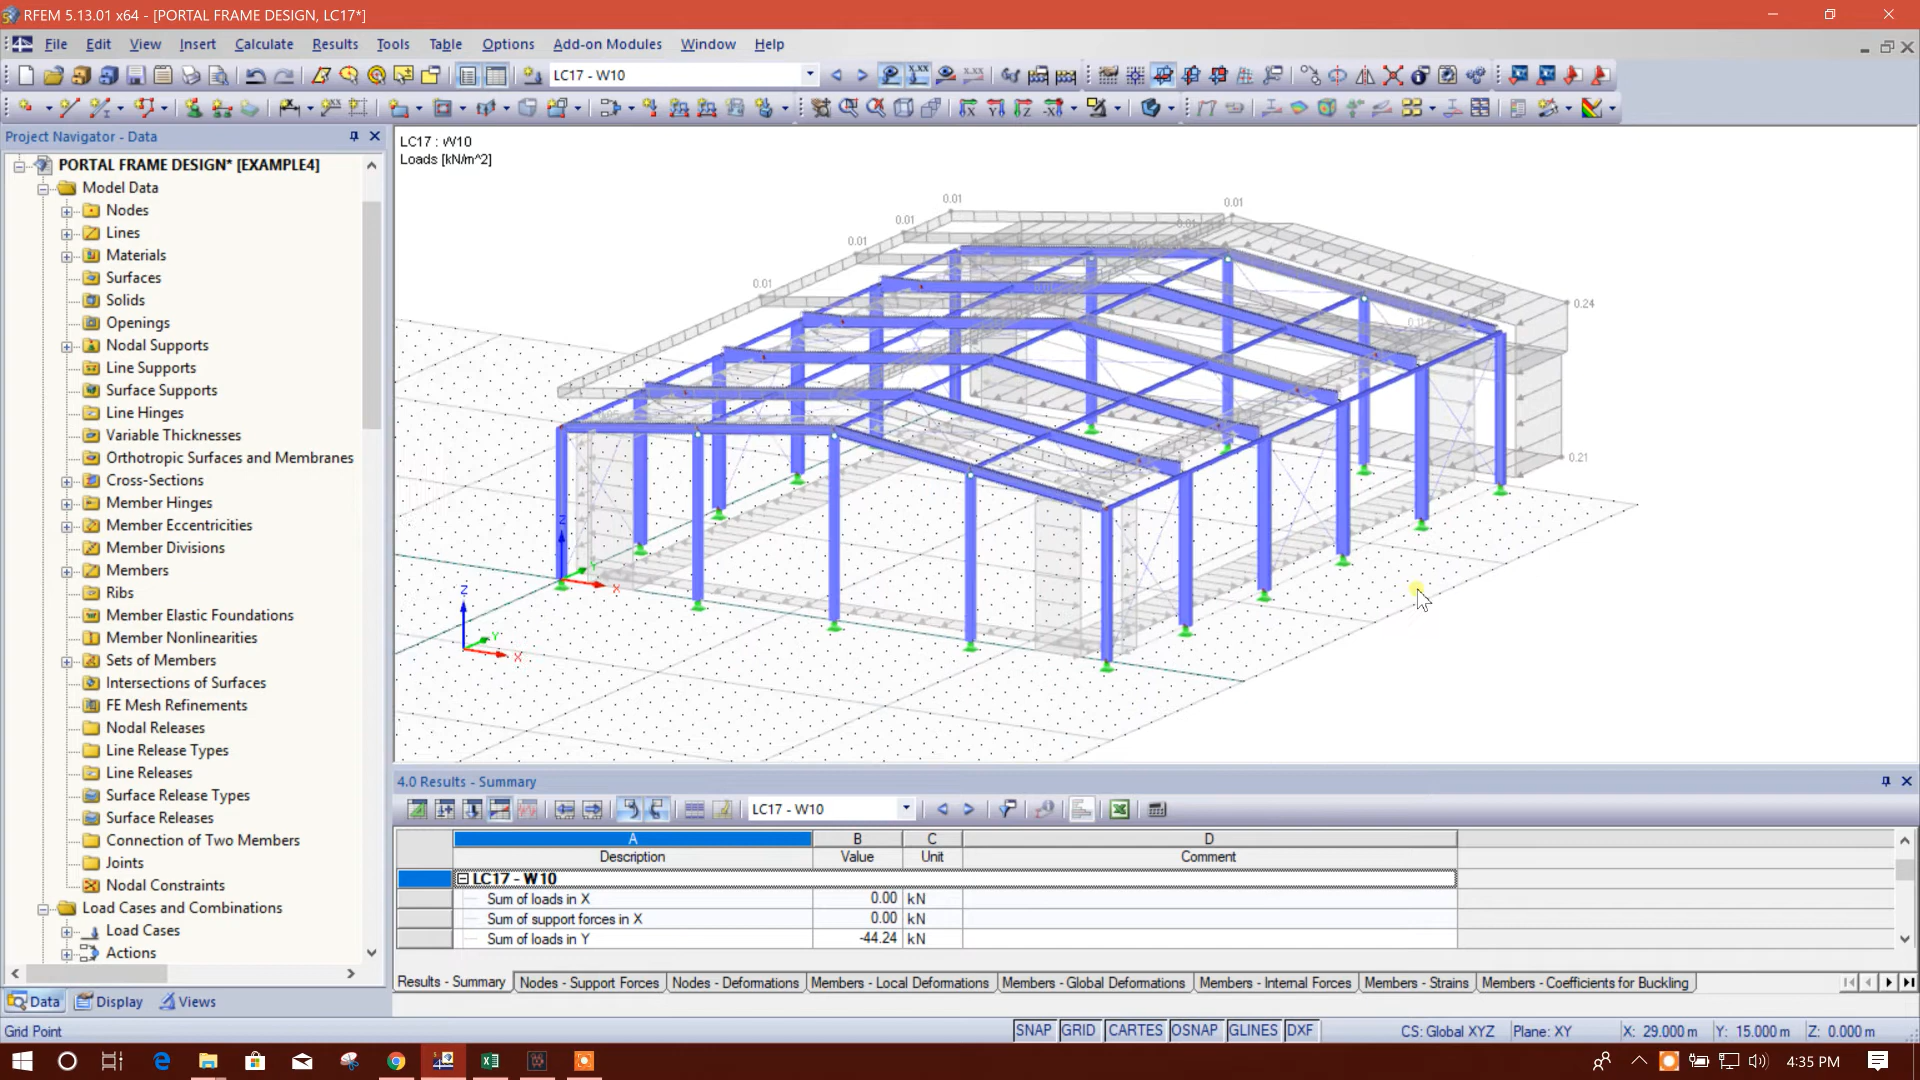 RFEM 5.13.01 x64 - [PORTAL FRAME DESIGN, LC17*]
File Edit View Insert Calculate Results Tools Table Options Add-on Modules Window Help
LC17 - W10
Project Navigator - Data
PORTAL FRAME DESIGN* [EXAMPLE4]
Model Data
Nodes
Lines
Materials
Surfaces
Solids
Openings
Nodal Supports
Line Supports
Surface Supports
Line Hinges
Variable Thicknesses
Orthotropic Surfaces and Membranes
Cross-Sections
Member Hinges
Member Eccentricities
Member Divisions
Members
Ribs
Member Elastic Foundations
Member Nonlinearities
Sets of Members
Intersections of Surfaces
FE Mesh Refinements
Nodal Releases
Line Release Types
Line Releases
Surface Release Types
Surface Releases
Connection of Two Members
Joints
Nodal Constraints
Load Cases and Combinations
Load Cases
Actions
Data Display Views
LC17 : W10
Loads [kN/m^2]
0.01
0.01
0.01
0.01
0.01
0.24
0.21
Z
X
Z
Y
X
4.0 Results - Summary
LC17 - W10
A B C D
Description Value Unit Comment
LC17 - W10
Sum of loads in X 0.00 kN
Sum of support forces in X 0.00 kN
Sum of loads in Y -44.24 kN
Results - Summary Nodes - Support Forces Nodes - Deformations Members - Local Deformations Members - Global Deformations Members - Internal Forces Members - Strains Members - Coefficients for Buckling
Grid Point SNAP GRID CARTES OSNAP GLINES DXF CS: Global XYZ Plane: XY X: 29.000 m Y: 15.000 m Z: 0.000 m
4:35 PM